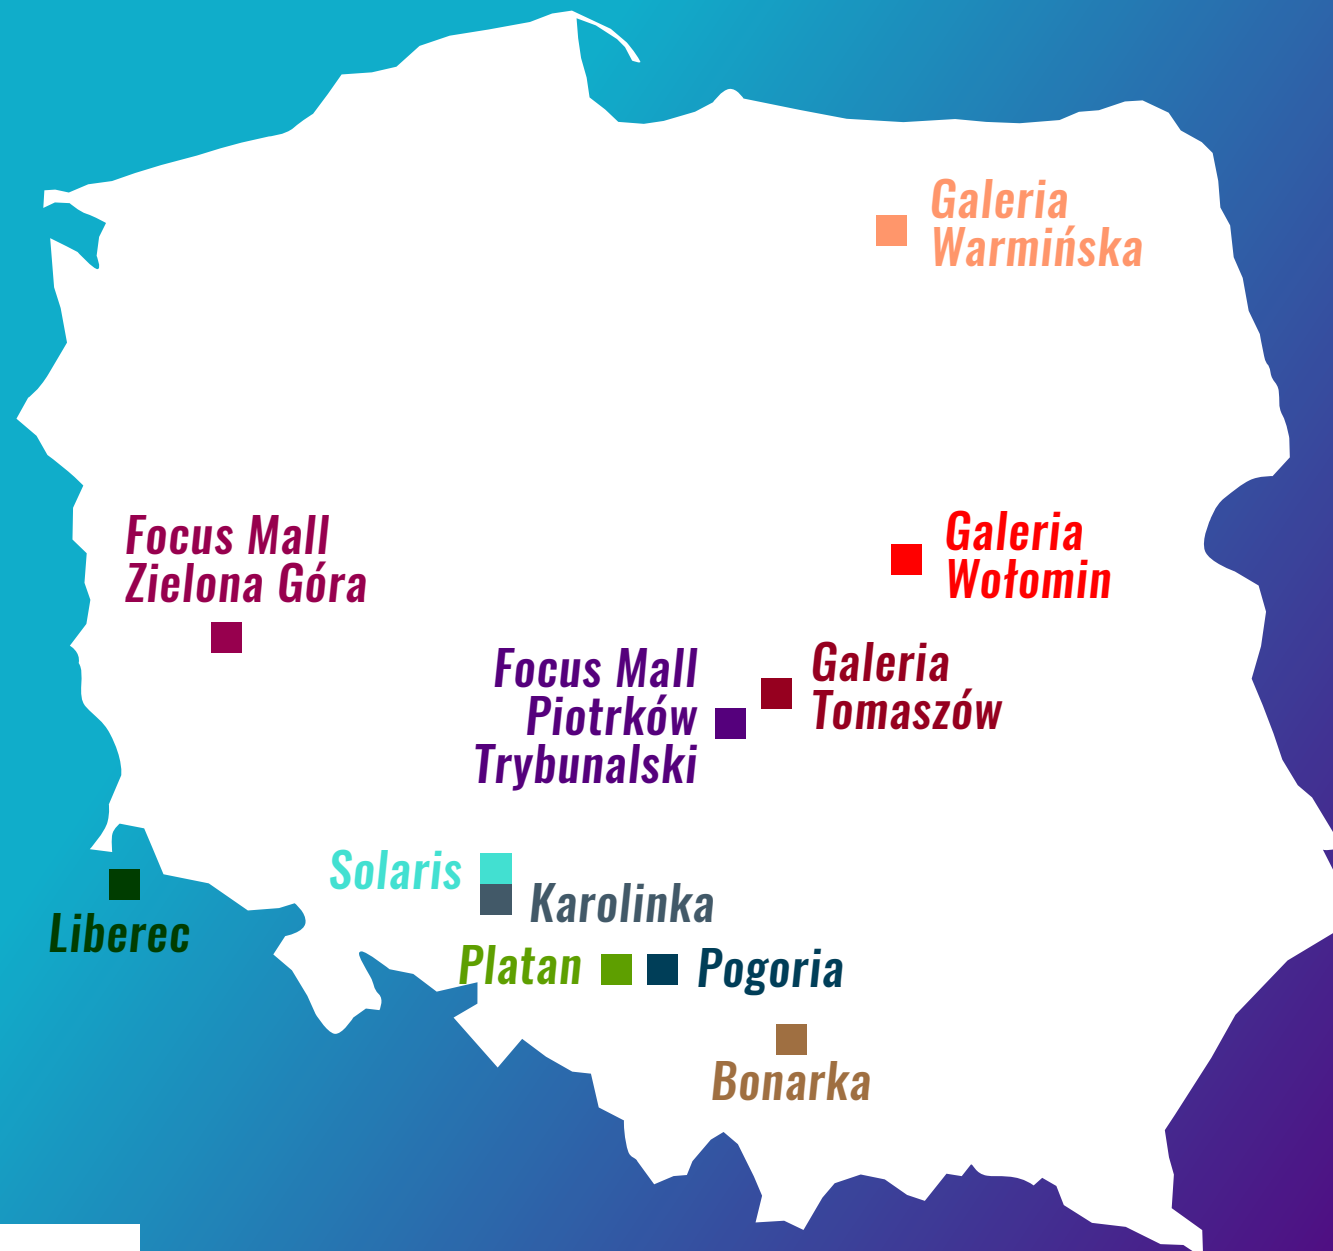 Galeria
Warmińska
Focus Mall
Zielona Góra
Galeria
Wołomin
Focus Mall
Piotrków
Trybunalski
Galeria
Tomaszów
Solaris
Karolinka
Liberec
Platan
Pogoria
Bonarka